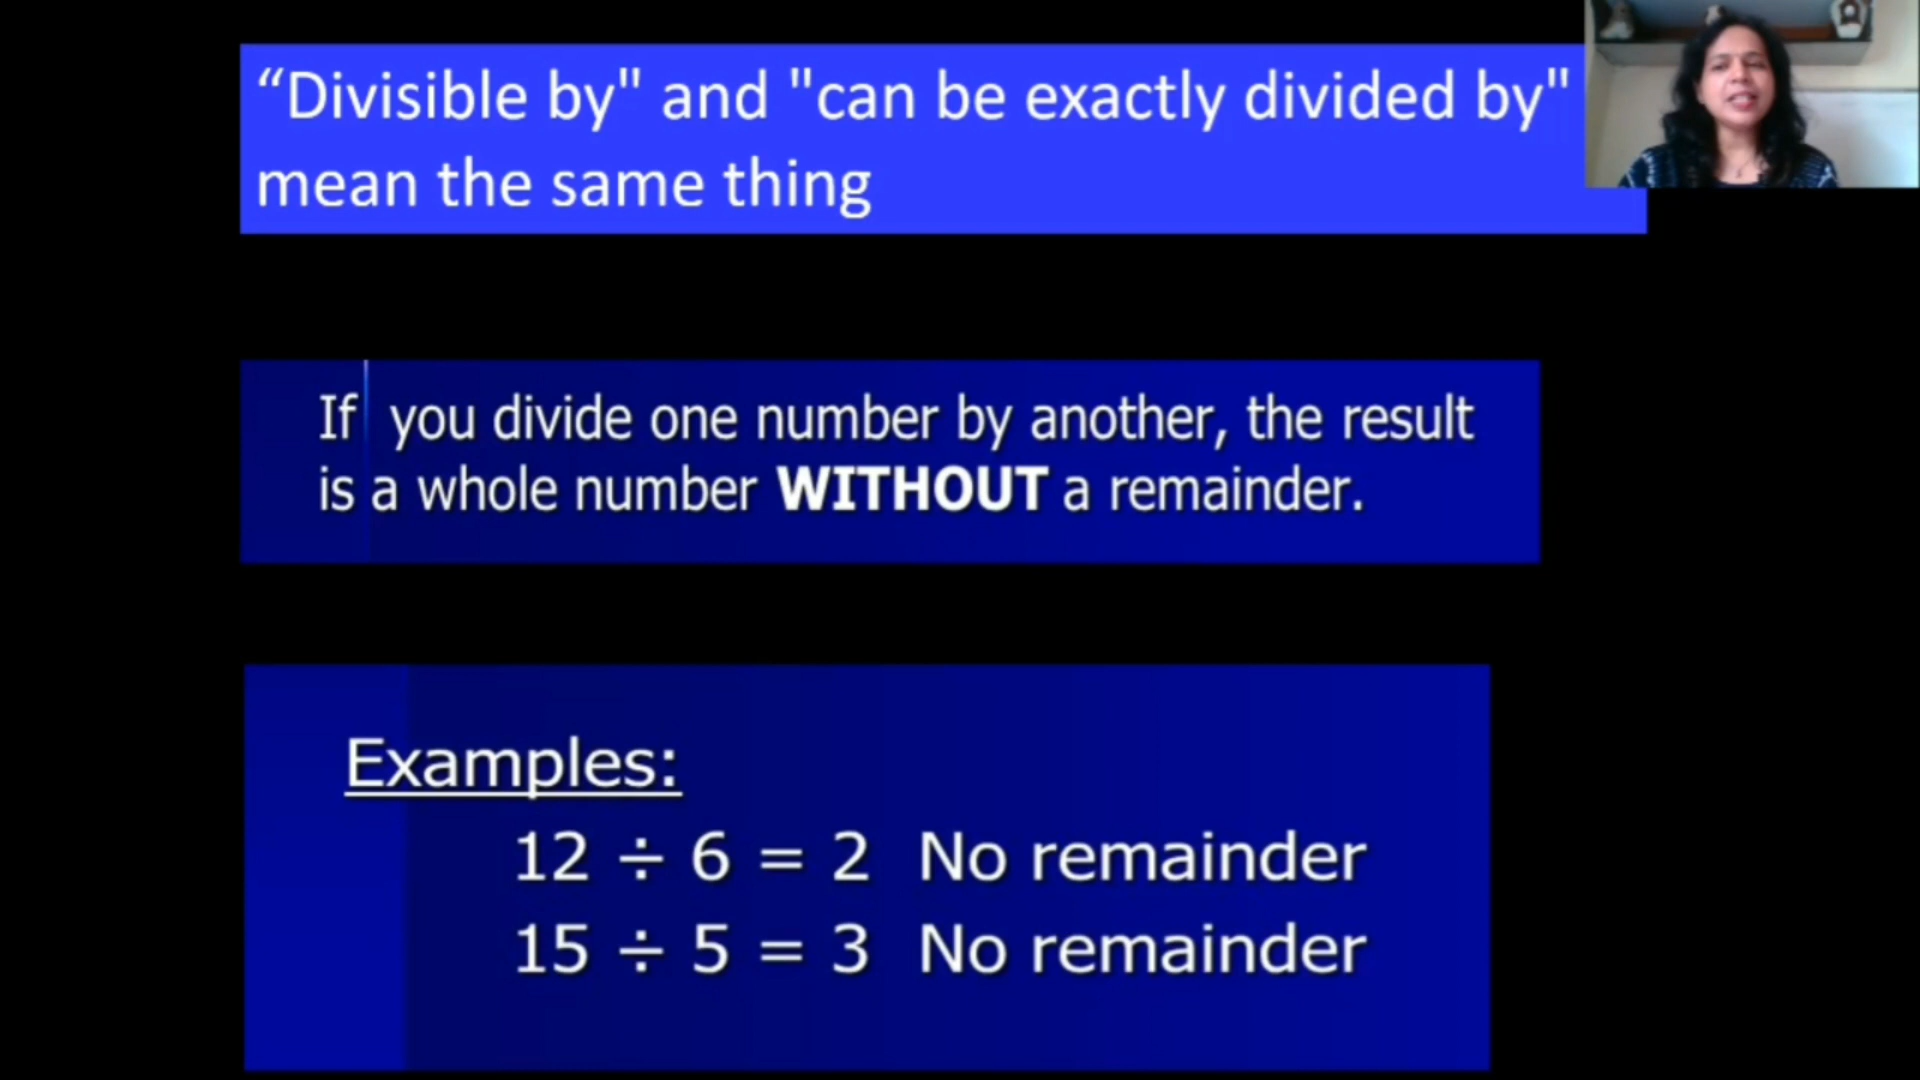 “Divisible by" and "can be exactly divided by"
mean the same thing
If you divide one number by another, the result
is a whole number WITHOUT a remainder.
Examples:
12 ÷ 6 = 2 No remainder
15 ÷ 5 = 3 No remainder